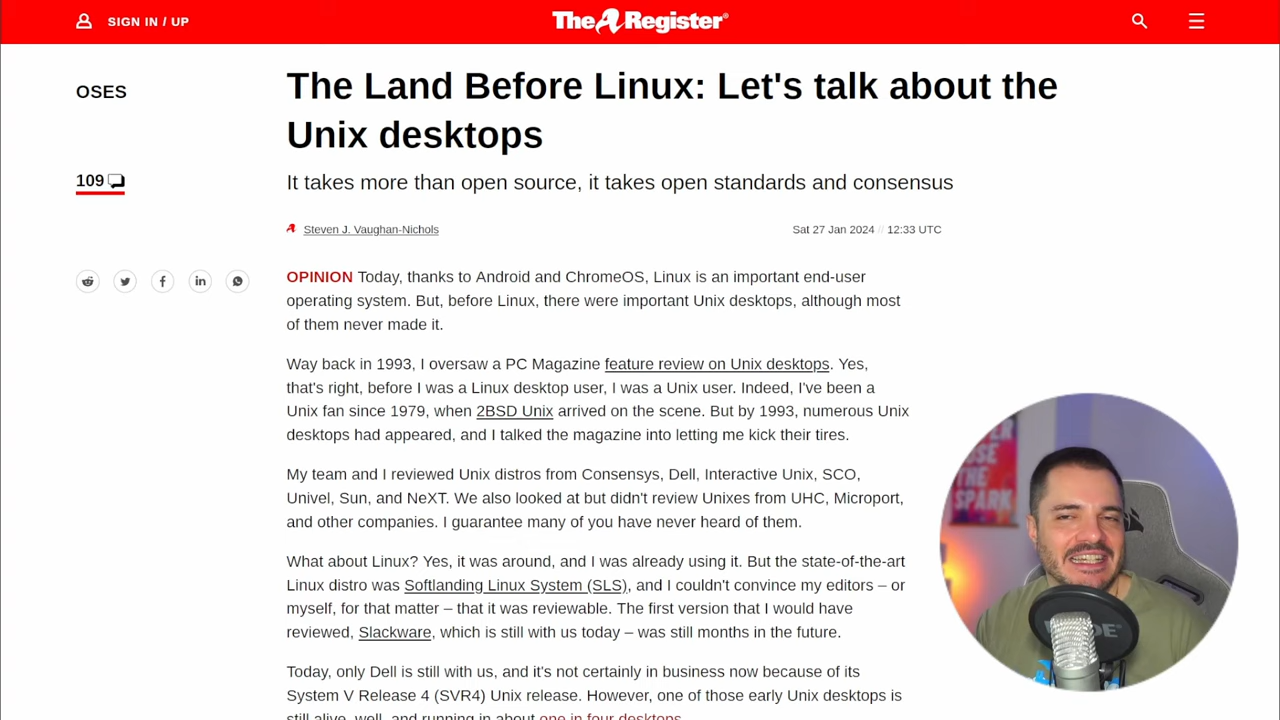 SIGN IN / UP
The Register®
OSES
The Land Before Linux: Let's talk about the
Unix desktops
109
It takes more than open source, it takes open standards and consensus
Steven J. Vaughan-Nichols
Sat 27 Jan 2024 // 12:33 UTC
OPINION Today, thanks to Android and ChromeOS, Linux is an important end-user
operating system. But, before Linux, there were important Unix desktops, although most
of them never made it.
Way back in 1993, I oversaw a PC Magazine feature review on Unix desktops. Yes,
that's right, before I was a Linux desktop user, I was a Unix user. Indeed, I've been a
Unix fan since 1979, when 2BSD Unix arrived on the scene. But by 1993, numerous Unix
desktops had appeared, and I talked the magazine into letting me kick their tires.
My team and I reviewed Unix distros from Consensys, Dell, Interactive Unix, SCO,
Univel, Sun, and NeXT. We also looked at but didn't review Unixes from UHC, Microport,
and other companies. I guarantee many of you have never heard of them.
What about Linux? Yes, it was around, and I was already using it. But the state-of-the-art
Linux distro was Softlanding Linux System (SLS), and I couldn't convince my editors – or
myself, for that matter – that it was reviewable. The first version that I would have
reviewed, Slackware, which is still with us today – was still months in the future.
Today, only Dell is still with us, and it's not certainly in business now because of its
System V Release 4 (SVR4) Unix release. However, one of those early Unix desktops is
still alive, well, and running in about one in four desktops.
THE
SPARK